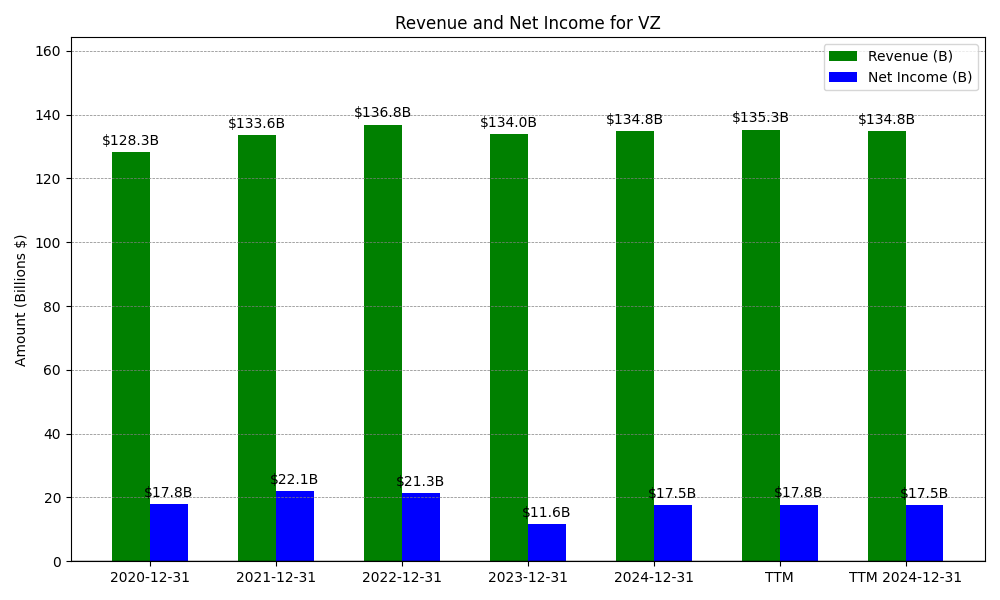 Revenue and Net Income for VZ
Revenue (B)
Net Income (B)
Amount (Billions $)
160
140
120
100
80
60
40
20
0
$128.3B
$133.6B
$136.8B
$134.0B
$134.8B
$135.3B
$134.8B
$17.8B
$22.1B
$21.3B
$11.6B
$17.5B
$17.8B
$17.5B
2020-12-31
2021-12-31
2022-12-31
2023-12-31
2024-12-31
TTM
TTM 2024-12-31